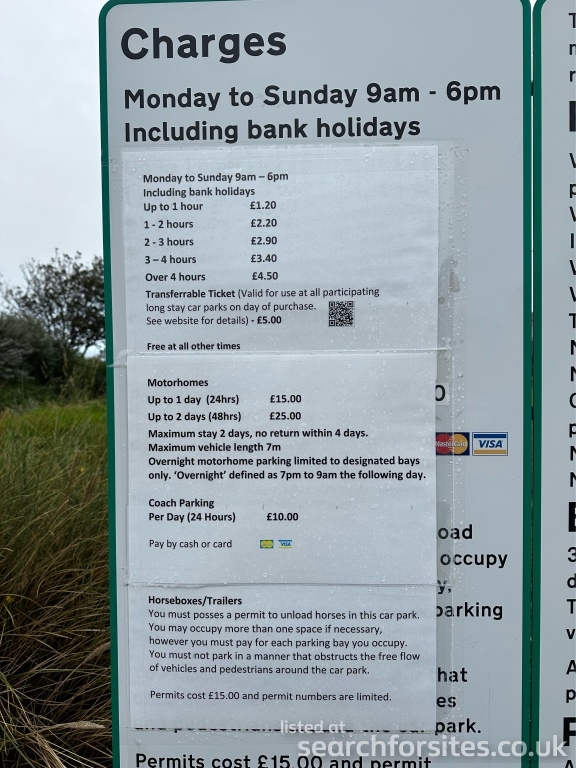 Charges
Monday to Sunday 9am - 6pm
Including bank holidays
Monday to Sunday 9am – 6pm
Including bank holidays
Up to 1 hour £1.20
1 - 2 hours £2.20
2 - 3 hours £2.90
3 – 4 hours £3.40
Over 4 hours £4.50
Transferrable Ticket (Valid for use at all participating
long stay car parks on day of purchase.
See website for details) - £5.00
Free at all other times
Motorhomes
Up to 1 day (24hrs) £15.00
Up to 2 days (48hrs) £25.00
Maximum stay 2 days, no return within 4 days.
Maximum vehicle length 7m
Overnight motorhome parking limited to designated bays
only. ‘Overnight’ defined as 7pm to 9am the following day.
MasterCard VISA
Coach Parking
Per Day (24 Hours) £10.00
Pay by cash or card VISA
oad
occupy
y,
parking
Horseboxes/Trailers
You must posses a permit to unload horses in this car park.
You may occupy more than one space if necessary,
however you must pay for each parking bay you occupy.
You must not park in a manner that obstructs the free flow
of vehicles and pedestrians around the car park.
Permits cost £15.00 and permit numbers are limited.
hat
es
park.
Permits cost £15.00 and permit
listed at
searchforsites.co.uk